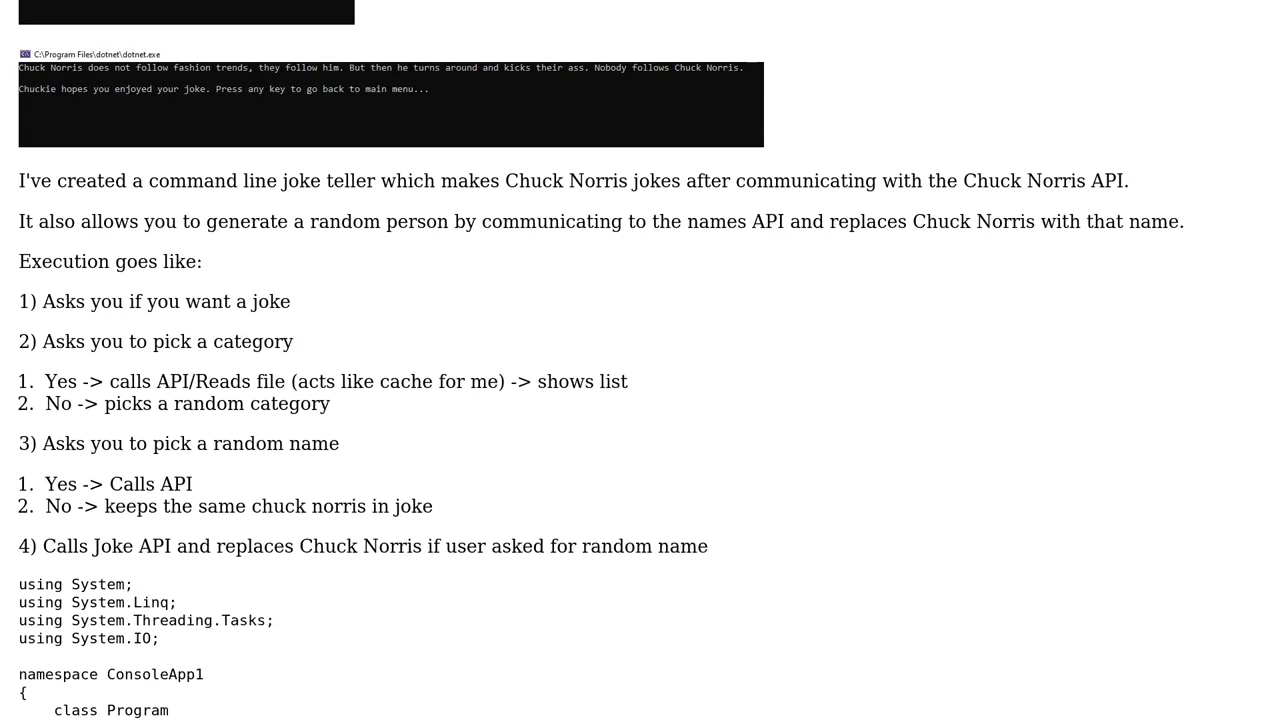 C:\Program Files\dotnet\dotnet.exe
Chuck Norris does not follow fashion trends, they follow him. But then he turns around and kicks their ass. Nobody follows Chuck Norris.
Chuckie hopes you enjoyed your joke. Press any key to go back to main menu...
I've created a command line joke teller which makes Chuck Norris jokes after communicating with the Chuck Norris API.
It also allows you to generate a random person by communicating to the names API and replaces Chuck Norris with that name.
Execution goes like:
1) Asks you if you want a joke
2) Asks you to pick a category
1. Yes -> calls API/Reads file (acts like cache for me) -> shows list
2. No -> picks a random category
3) Asks you to pick a random name
1. Yes -> Calls API
2. No -> keeps the same chuck norris in joke
4) Calls Joke API and replaces Chuck Norris if user asked for random name
using System;
using System.Linq;
using System.Threading.Tasks;
using System.IO;
namespace ConsoleApp1
{
class Program